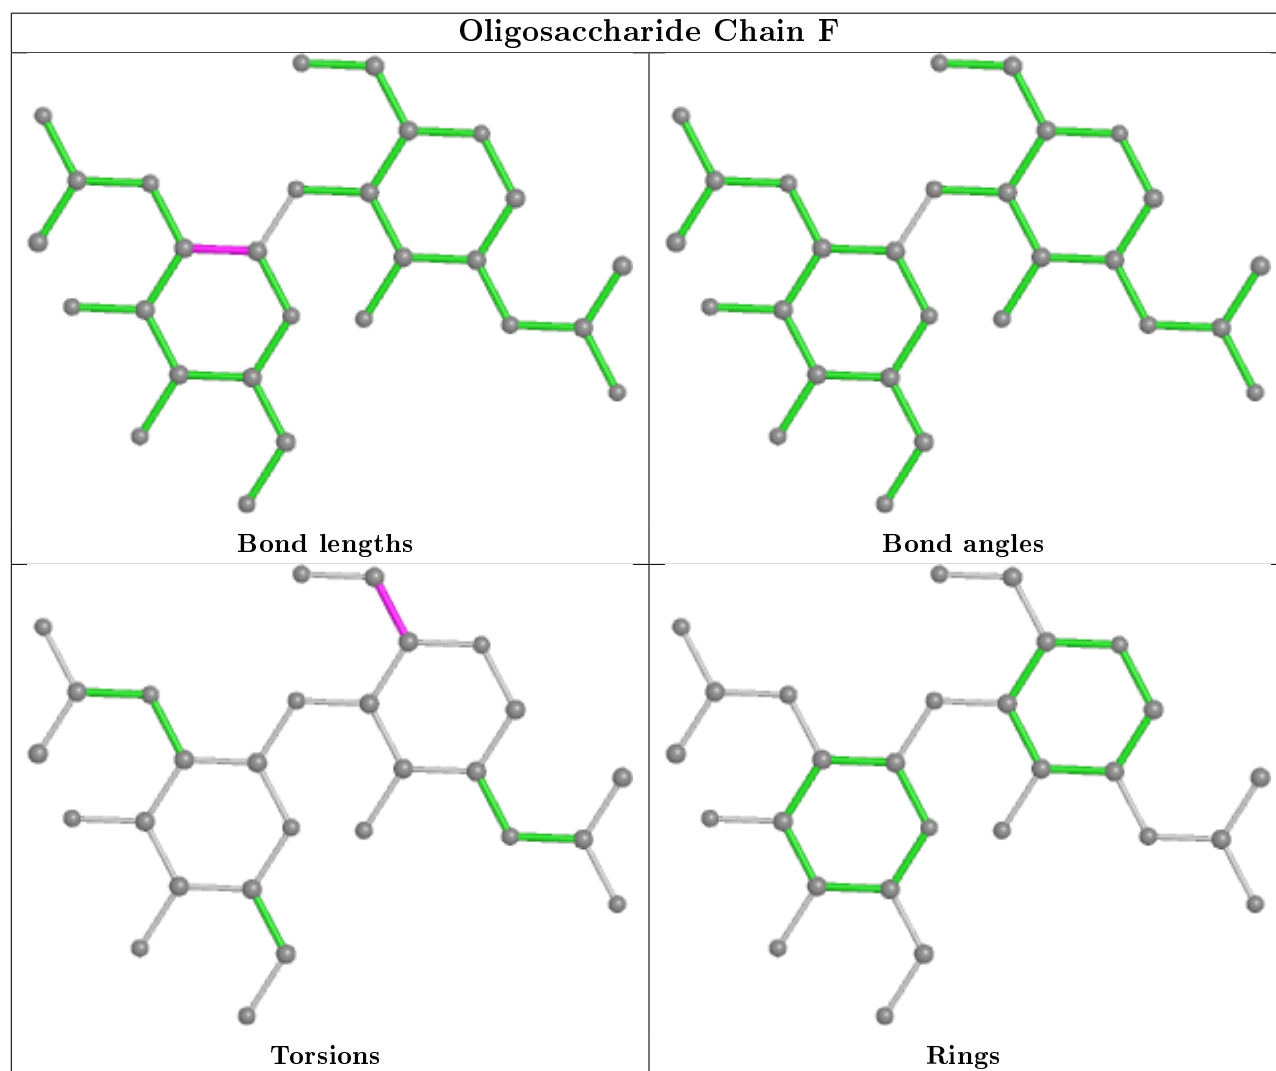 Oligosaccharide Chain F
Bond lengths
Bond angles
Torsions
Rings